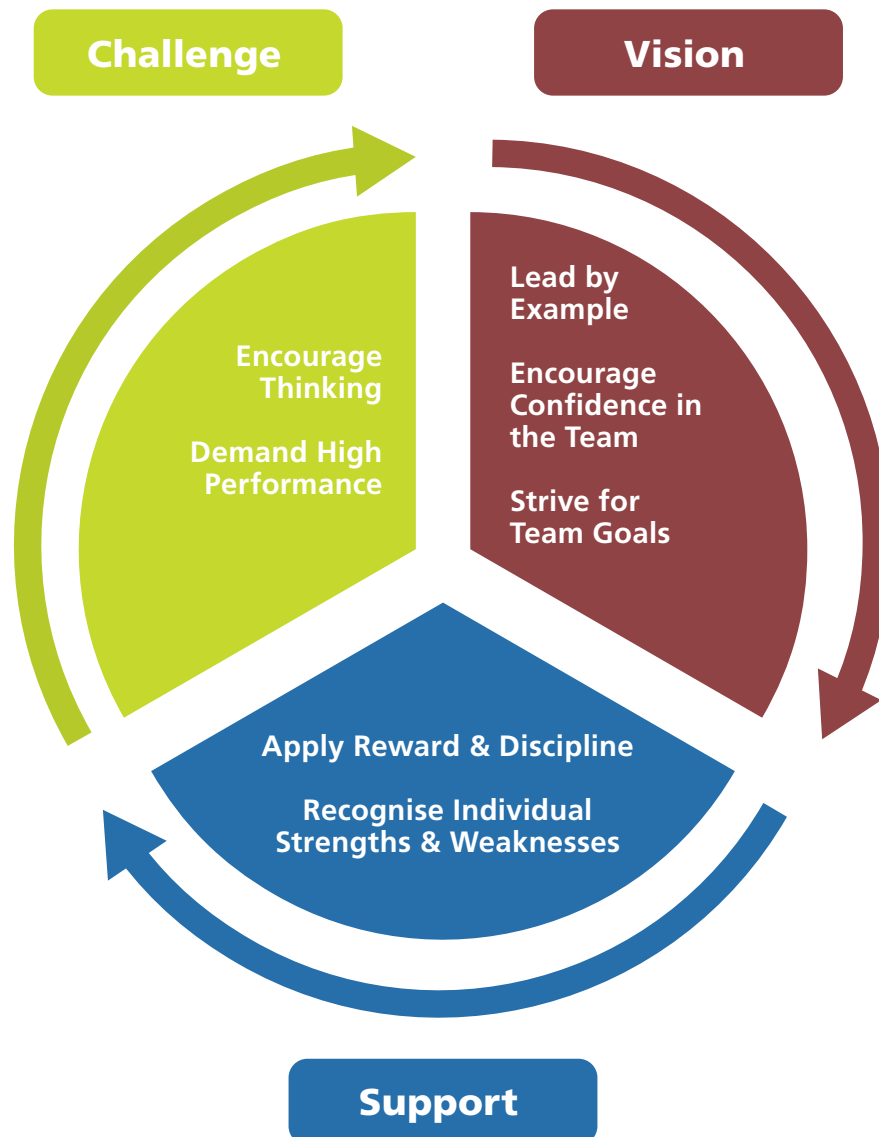 Challenge
Vision
Encourage
Thinking
Demand High
Performance
Lead by
Example
Encourage
Confidence in
the Team
Strive for
Team Goals
Apply Reward & Discipline
Recognise Individual
Strengths & Weaknesses
Support